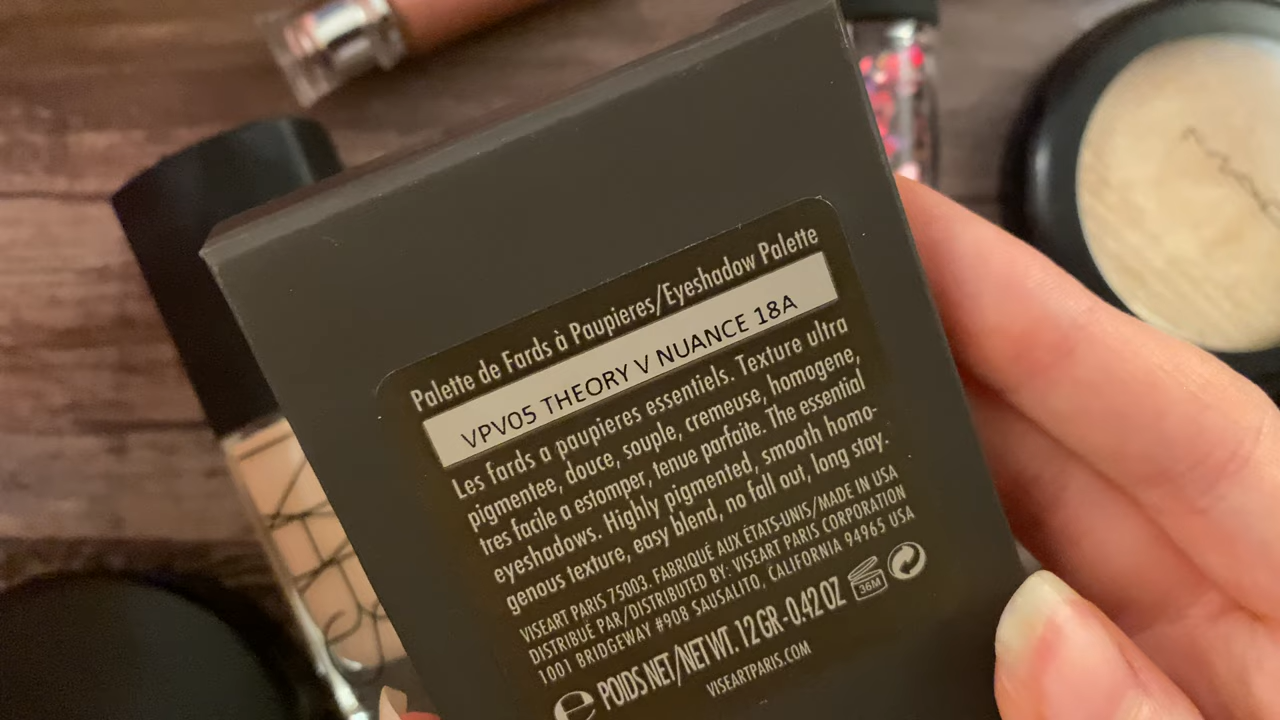 Palette de Fards à Paupieres/Eyeshadow Palette
VPV05 THEORY V NUANCE 18A
Les fards a paupieres essentiels. Texture ultra
pigmentee, douce, souple, cremeuse, homogene,
tres facile a estomper, tenue parfaite. The essential
eyeshadows. Highly pigmented, smooth homo-
genous texture, easy blend, no fall out, long stay.
VISEART PARIS 75003. FABRIQUÉ AUX ÉTATS-UNIS/MADE IN USA
DISTRIBUÉ PAR/DISTRIBUTED BY: VISEART PARIS CORPORATION
1001 BRIDGEWAY #908 SAUSALITO, CALIFORNIA 94965 USA
e POIDS NET/NET WT. 12 GR - 0.42 OZ 36M
VISEARTPARIS.COM